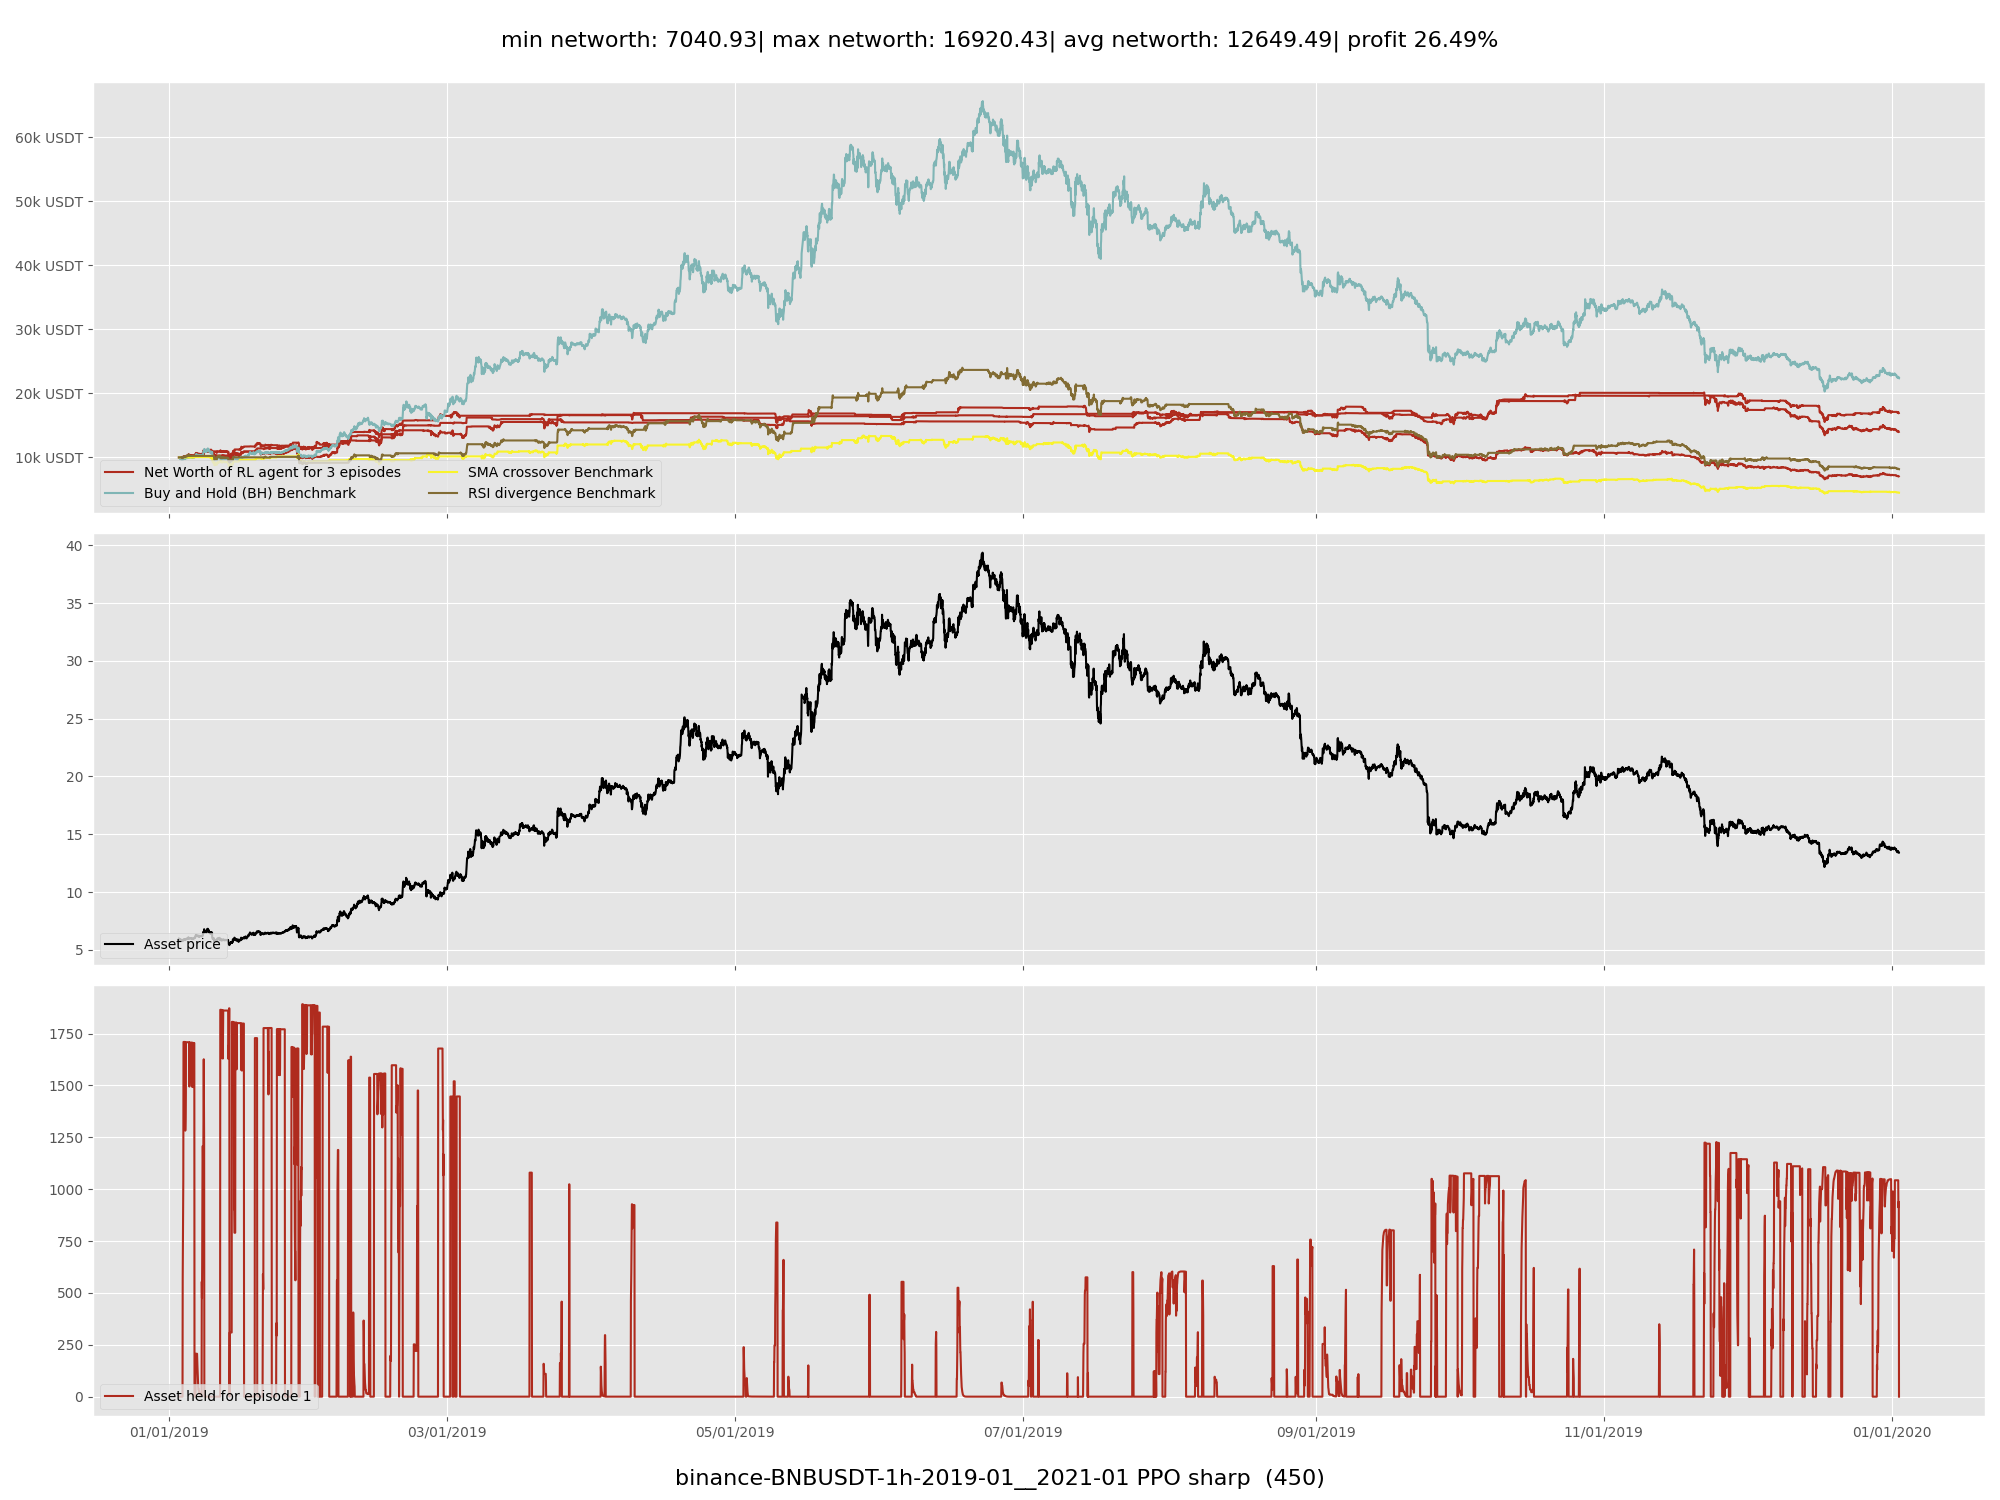 min networth: 7040.93| max networth: 16920.43| avg networth: 12649.49| profit 26.49%
60k USDT
50k USDT
40k USDT
30k USDT
20k USDT
10k USDT
Net Worth of RL agent for 3 episodes
Buy and Hold (BH) Benchmark
SMA crossover Benchmark
RSI divergence Benchmark
40
35
30
25
20
15
10
5
Asset price
1750
1500
1250
1000
750
500
250
0
Asset held for episode 1
01/01/2019
03/01/2019
05/01/2019
07/01/2019
09/01/2019
11/01/2019
01/01/2020
binance-BNBUSDT-1h-2019-01__2021-01 PPO sharp  (450)